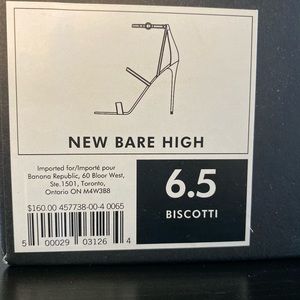 NEW BARE HIGH
Imported for/Importé pour
Banana Republic, 60 Bloor West,
Ste.1501, Toronto,
Ontario ON M4W3B8
$160.00 457738-00-4 0065
5 00029 03126 4
6.5
BISCOTTI